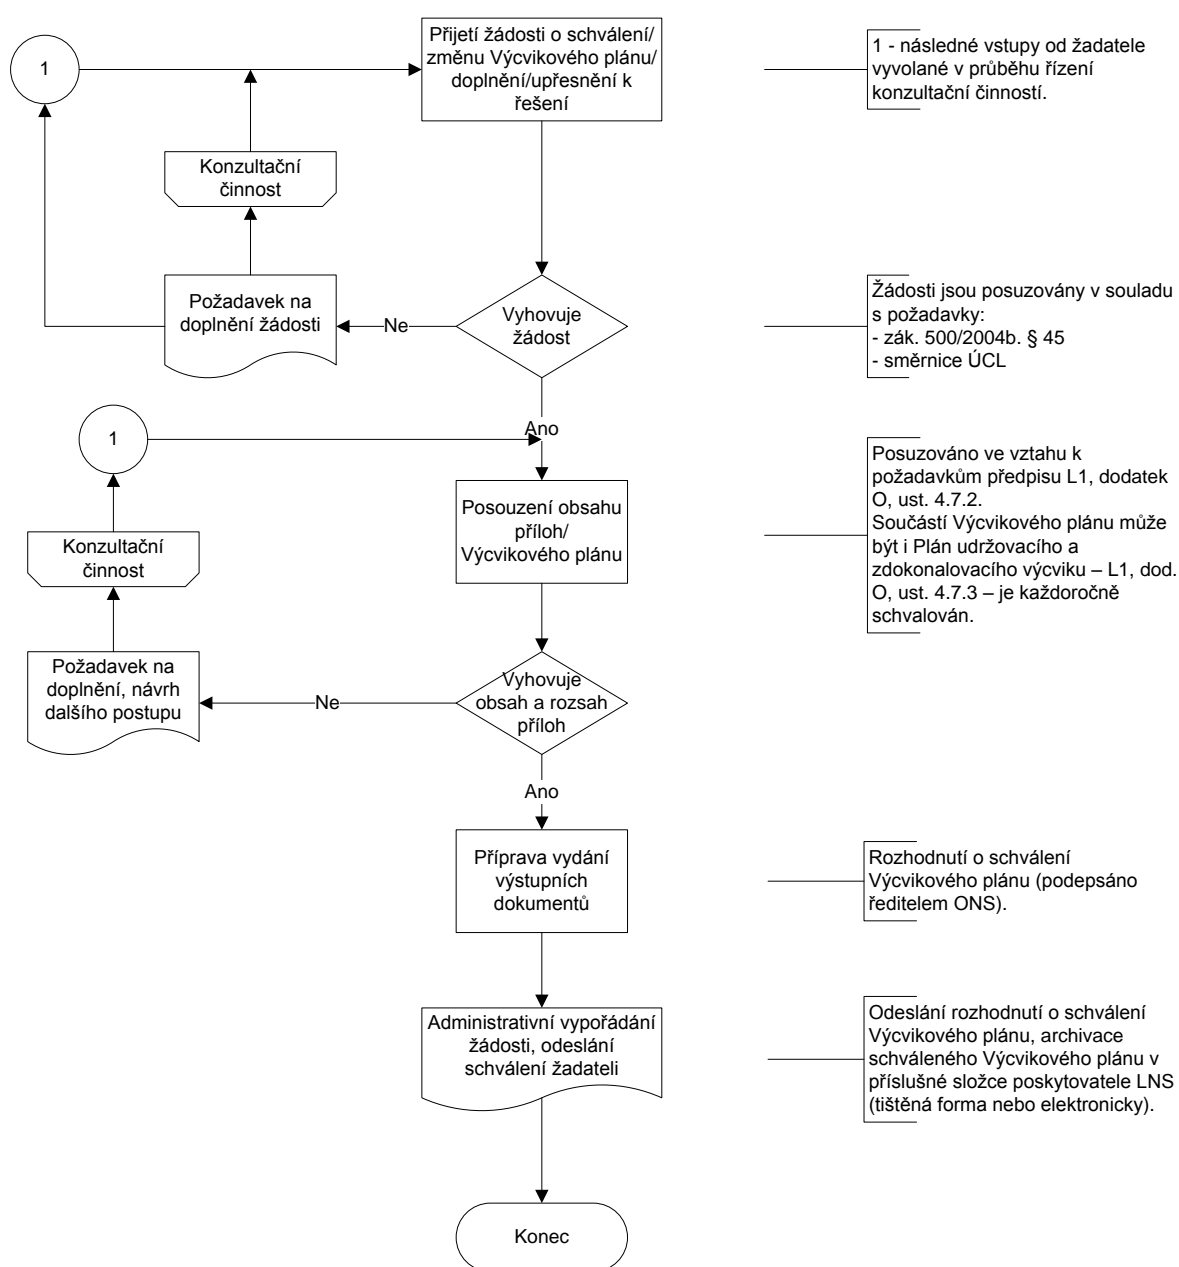 1
Přijetí žádosti o schválení/
změnu Výcvikového plánu/
doplnění/upřesnění k
řešení
1 - následné vstupy od žadatele
vyvolané v průběhu řízení
konzultační činností.
Konzultační
činnost
Požadavek na
doplnění žádosti
Ne
Vyhovuje
žádost
Žádosti jsou posuzovány v souladu
s požadavky:
- zák. 500/2004b. § 45
- směrnice ÚCL
Ano
1
Posouzení obsahu
příloh/
Výcvikového plánu
Posuzováno ve vztahu k
požadavkům předpisu L1, dodatek
O, ust. 4.7.2.
Součástí Výcvikového plánu může
být i Plán udržovacího a
zdokonalovacího výcviku – L1, dod.
O, ust. 4.7.3 – je každoročně
schvalován.
Konzultační
činnost
Požadavek na
doplnění, návrh
dalšího postupu
Ne
Vyhovuje
obsah a rozsah
příloh
Ano
Příprava vydání
výstupních
dokumentů
Rozhodnutí o schválení
Výcvikového plánu (podepsáno
ředitelem ONS).
Administrativní vypořádání
žádosti, odeslání
schválení žadateli
Odeslání rozhodnutí o schválení
Výcvikového plánu, archivace
schváleného Výcvikového plánu v
příslušné složce poskytovatele LNS
(tištěná forma nebo elektronicky).
Konec